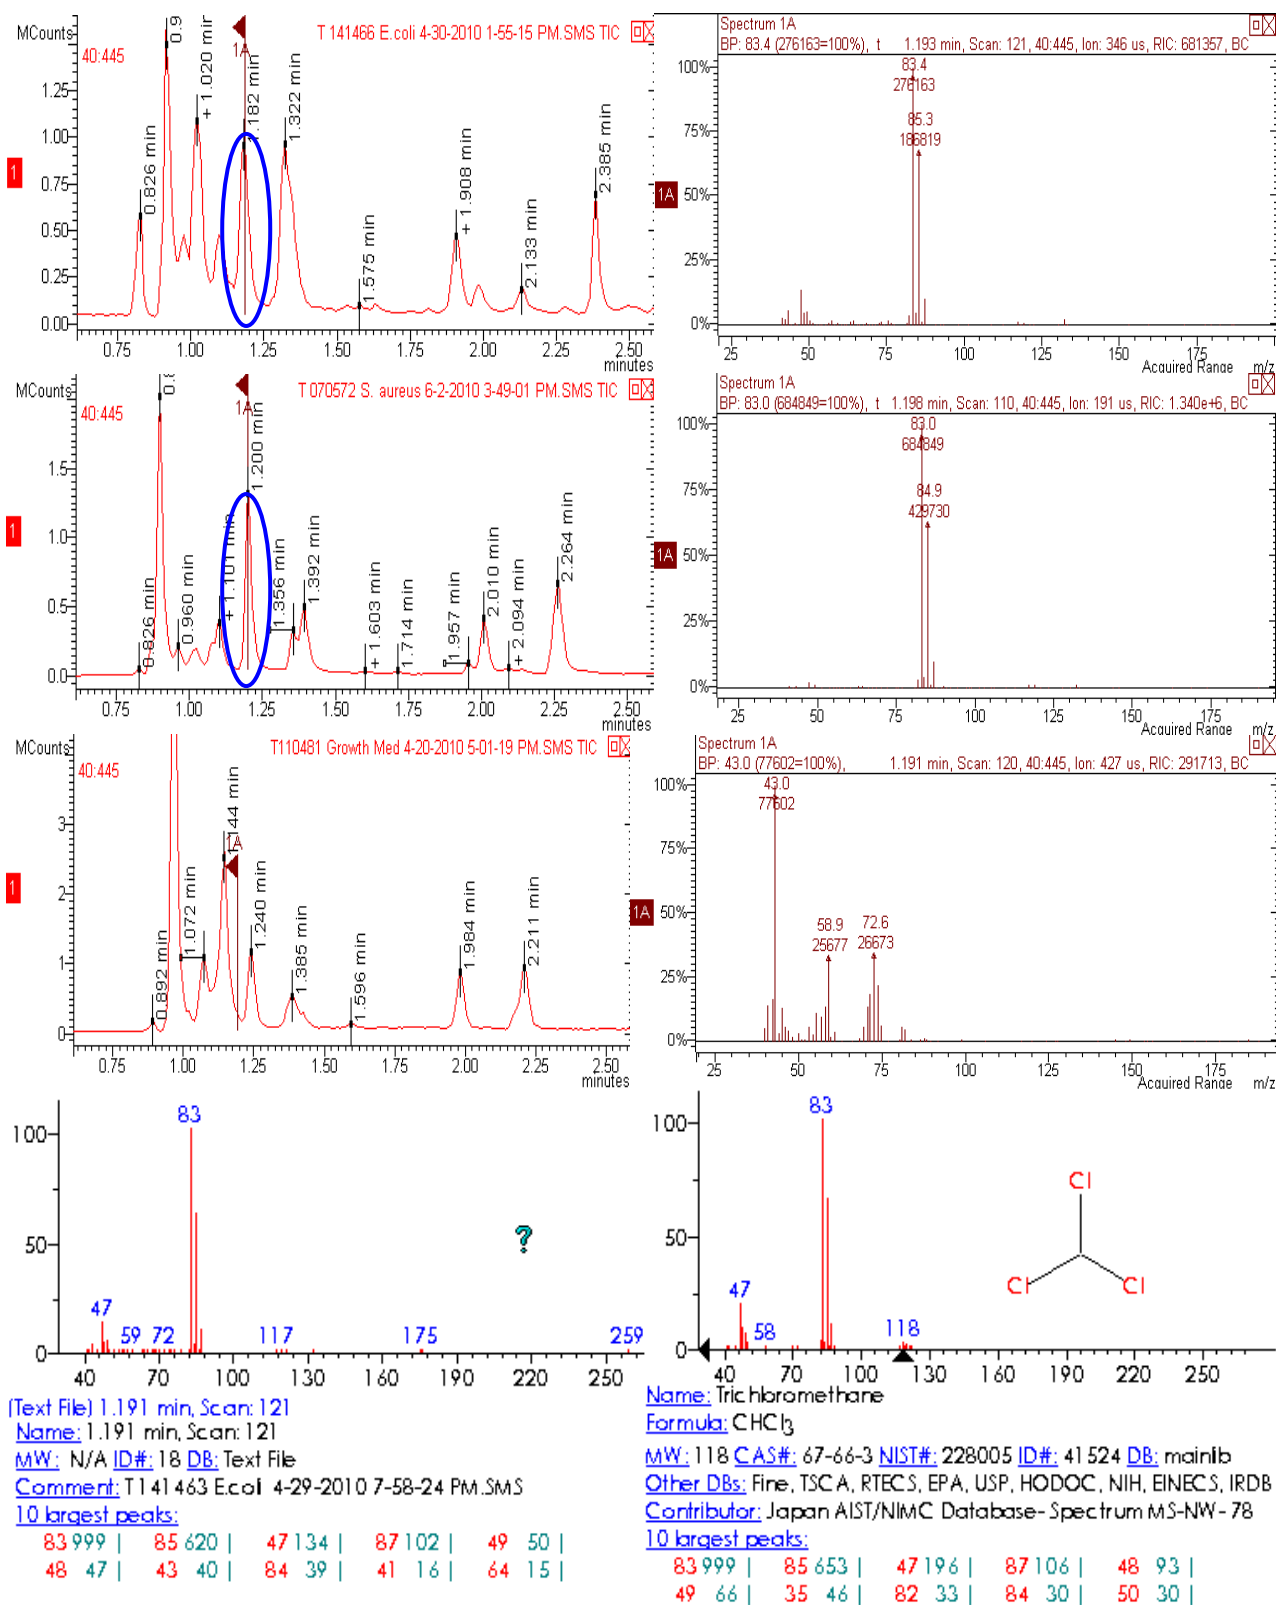 T 141466 E.coli 4-30-2010 1-55-15 PM.SMS TIC
MCounts
40:445
0.826 min
0.9
+ 1.020 min
1A
1.182 min
1.322 min
1.575 min
+ 1.908 min
2.133 min
2.385 min
1.25
1.00
0.75
0.50
0.25
0.00
1
0.75 1.00 1.25 1.50 1.75 2.00 2.25 2.50
minutes
Spectrum 1A
BP: 83.4 (276163=100%), t 1.193 min, Scan: 121, 40:445, Ion: 346 us, RIC: 681357, BC
100%
75%
50%
25%
0%
83.4
276163
85.3
186819
1A
25 50 75 100 125 150 175
Acquired Range m/z
T 070572 S. aureus 6-2-2010 3-49-01 PM.SMS TIC
MCounts
40:445
0.826 min
0.960 min
+ 1.101 min
1A
1.200 min
1.356 min
1.392 min
+ 1.603 min
1.714 min
1.957 min
2.010 min
+ 2.094 min
2.264 min
1.5
1.0
0.5
0.0
1
0.75 1.00 1.25 1.50 1.75 2.00 2.25 2.50
minutes
Spectrum 1A
BP: 83.0 (684849=100%), t 1.198 min, Scan: 110, 40:445, Ion: 191 us, RIC: 1.340e+6, BC
100%
75%
50%
25%
0%
83.0
684849
84.9
429730
1A
25 50 75 100 125 150 175
Acquired Range m/z
T110481 Growth Med 4-20-2010 5-01-19 PM.SMS TIC
MCounts
40:445
0.892 min
1.072 min
1.144 min
1A
1.240 min
1.385 min
1.596 min
1.984 min
2.211 min
3
2
1
0
1
0.75 1.00 1.25 1.50 1.75 2.00 2.25 2.50
minutes
Spectrum 1A
BP: 43.0 (77602=100%), 1.191 min, Scan: 120, 40:445, Ion: 427 us, RIC: 291713, BC
100%
75%
50%
25%
0%
43.0
77602
58.9
25677
72.6
26673
1A
25 50 75 100 125 150 175
Acquired Range m/z
100
50
0
83
47
59
72
117
175
259
?
40 70 100 130 160 190 220 250
(Text File) 1.191 min, Scan: 121
Name: 1.191 min, Scan: 121
MW: N/A ID#: 18 DB: Text File
Comment: T141463 E.coli 4-29-2010 7-58-24 PM.SMS
10 largest peaks:
83 999 | 85 620 | 47 134 | 87 102 | 49 50 |
48 47 | 43 40 | 84 39 | 41 16 | 64 15 |
100
50
0
83
47
58
118
Cl
Cl
Cl
40 70 100 130 160 190 220 250
Name: Trichloromethane
Formula: CHCl3
MW: 118 CAS#: 67-66-3 NIST#: 228005 ID#: 41524 DB: mainlib
Other DBs: Fine, TSCA, RTECS, EPA, USP, HODOC, NIH, EINECS, IRDB
Contributor: Japan AIST/NIMC Database- Spectrum MS-NW- 78
10 largest peaks:
83 999 | 85 653 | 47 196 | 87 106 | 48 93 |
49 66 | 35 46 | 82 33 | 84 30 | 50 30 |